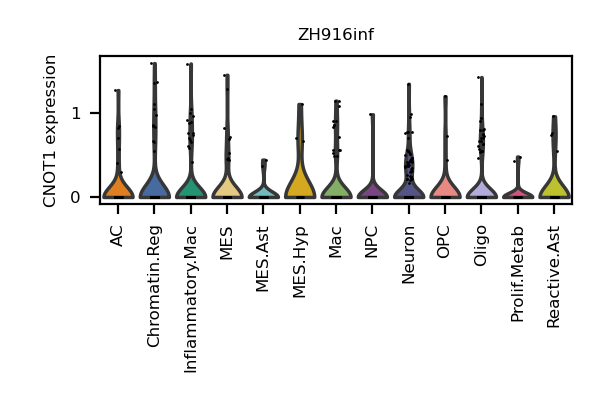 ZH916inf
CNOT1 expression
1
0
AC
Chromatin.Reg
Inflammatory.Mac
MES
MES.Ast
MES.Hyp
Mac
NPC
Neuron
OPC
Oligo
Prolif.Metab
Reactive.Ast